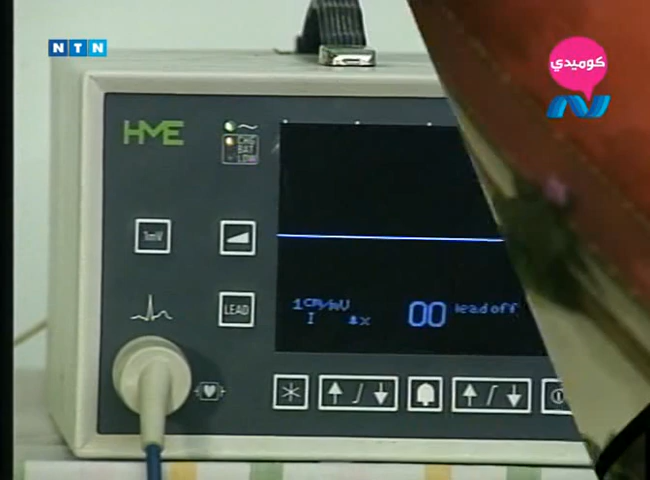 NTN
كوميدي
HME
CHG
BAT
LOW
1mV
LEAD
1cm/mV
I
x
00
lead off